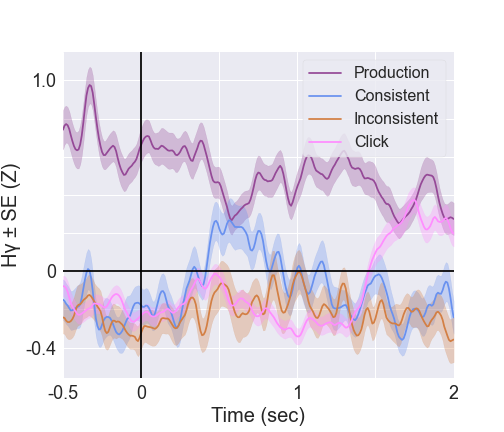 Production
Consistent
Inconsistent
Click
1.0
0
-0.4
Hγ ± SE (Z)
-0.5
0
1
2
Time (sec)